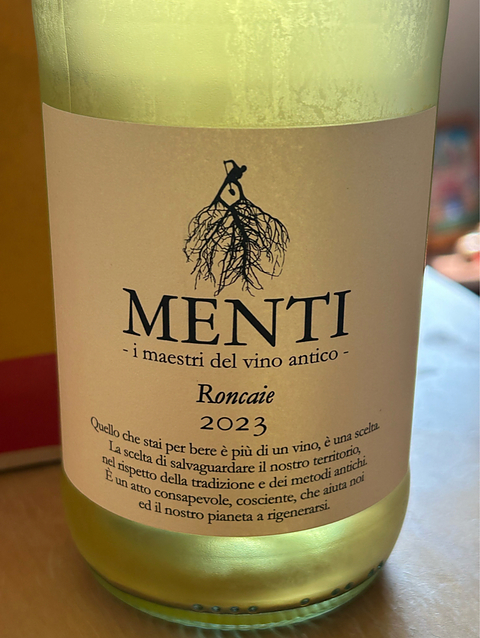 MENTI
- i maestri del vino antico -
Roncaie
2023
Quello che stai per bere è più di un vino, è una scelta.
La scelta di salvaguardare il nostro territorio,
nel rispetto della tradizione e dei metodi antichi.
È un atto consapevole, cosciente, che aiuta noi
ed il nostro pianeta a rigenerarsi.